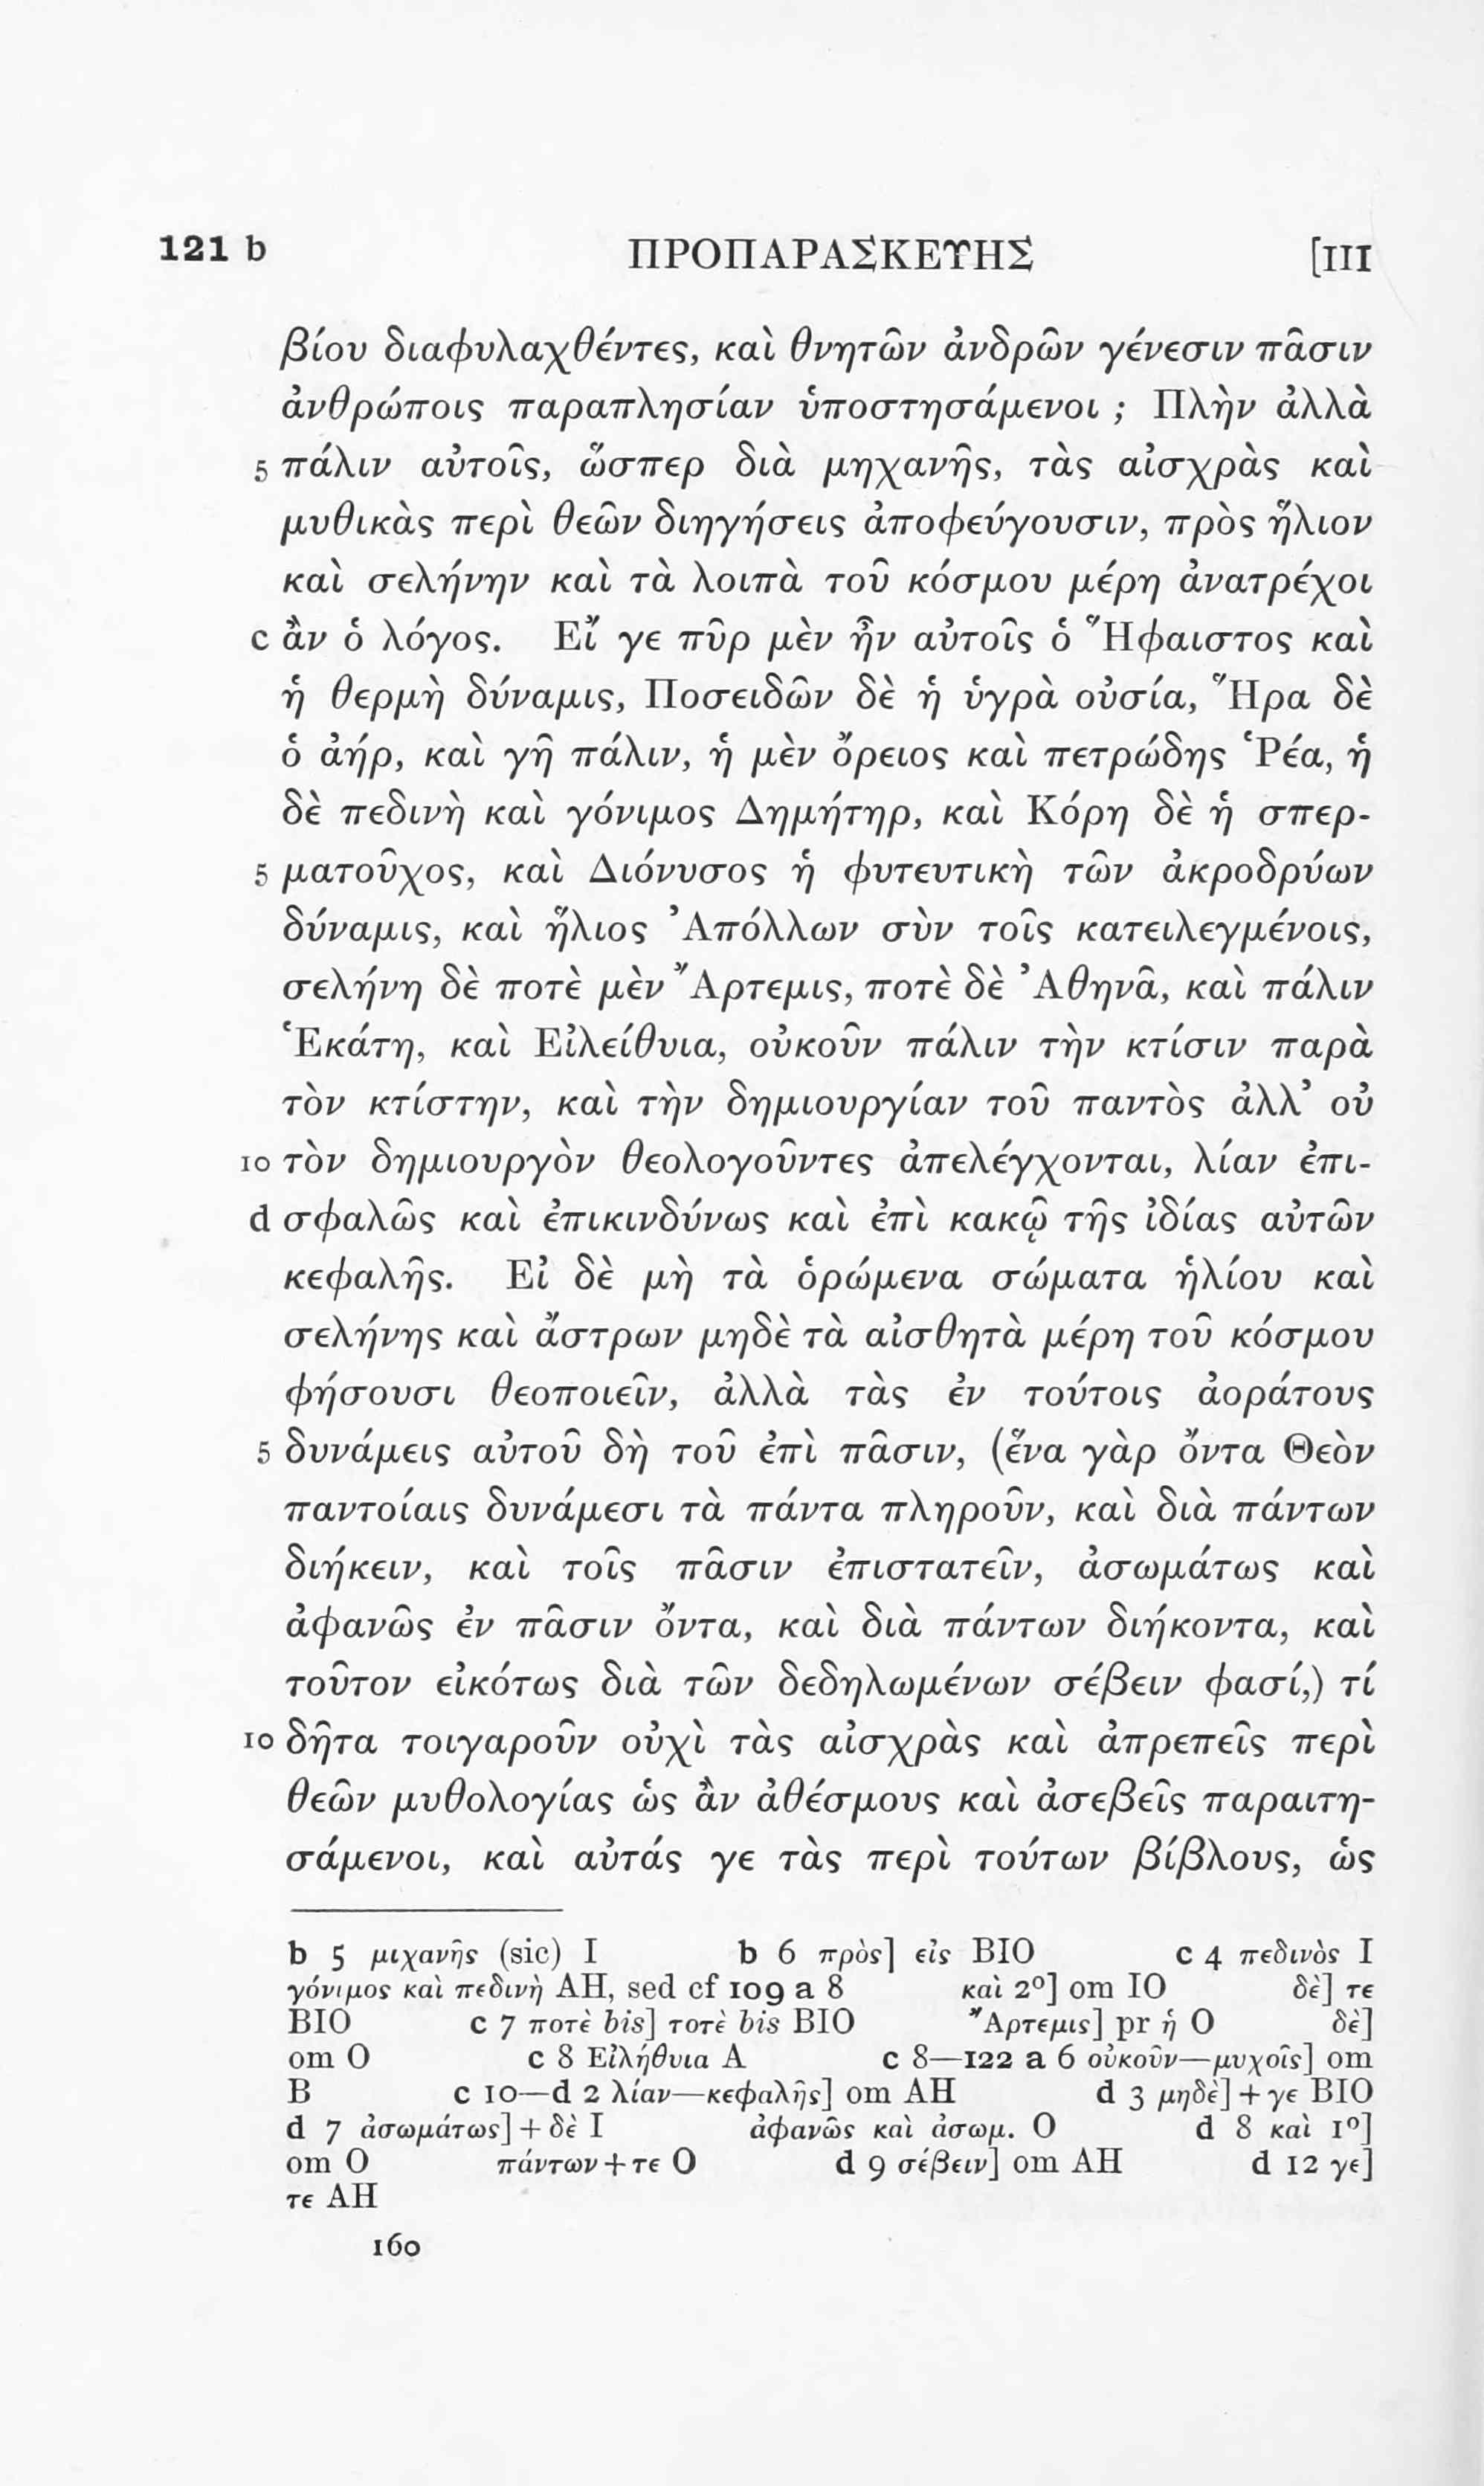 121 b ΠΡΟΠΑΡΑΣΚΕΥΗΣ [III
βίου διαφυλαχθέντες, καὶ θνητῶν ἀνδρῶν γένεσιν πᾶσιν
ἀνθρώποις παραπλησίαν ὑποστησάμενοι ; Πλὴν ἀλλὰ
5 πάλιν αὐτοῖς, ὥσπερ διὰ μηχανῆς, τὰς αἰσχρὰς καὶ
μυθικὰς περὶ θεῶν διηγήσεις ἀποφεύγουσιν, πρὸς ἥλιον
καὶ σελήνην καὶ τὰ λοιπὰ τοῦ κόσμου μέρη ἀνατρέχοι
c ἂν ὁ λόγος. Εἴ γε πῦρ μὲν ἦν αὐτοῖς ὁ Ἥφαιστος καὶ
ἡ θερμὴ δύναμις, Ποσειδῶν δὲ ἡ ὑγρὰ οὐσία, Ἥρα δὲ
ὁ ἀήρ, καὶ γῆ πάλιν, ἡ μὲν ὄρειος καὶ πετρώδης Ῥέα, ἡ
δὲ πεδινὴ καὶ γόνιμος Δημήτηρ, καὶ Κόρη δὲ ἡ σπερ-
5 ματοῦχος, καὶ Διόνυσος ἡ φυτευτικὴ τῶν ἀκροδρύων
δύναμις, καὶ ἥλιος Ἀπόλλων σὺν τοῖς κατειλεγμένοις,
σελήνη δὲ ποτὲ μὲν Ἄρτεμις, ποτὲ δὲ Ἀθηνᾶ, καὶ πάλιν
Ἑκάτη, καὶ Εἰλείθυια, οὐκοῦν πάλιν τὴν κτίσιν παρὰ
τὸν κτίστην, καὶ τὴν δημιουργίαν τοῦ παντὸς ἀλλ’ οὐ
10 τὸν δημιουργὸν θεολογοῦντες ἀπελέγχονται, λίαν ἐπι-
d σφαλῶς καὶ ἐπικινδύνως καὶ ἐπὶ κακῷ τῆς ἰδίας αὐτῶν
κεφαλῆς. Εἰ δὲ μὴ τὰ ὁρώμενα σώματα ἡλίου καὶ
σελήνης καὶ ἄστρων μηδὲ τὰ αἰσθητὰ μέρη τοῦ κόσμου
φήσουσι θεοποιεῖν, ἀλλὰ τὰς ἐν τούτοις ἀοράτους
5 δυνάμεις αὐτοῦ δὴ τοῦ ἐπὶ πᾶσιν, (ἕνα γὰρ ὄντα Θεὸν
παντοίαις δυνάμεσι τὰ πάντα πληροῦν, καὶ διὰ πάντων
διήκειν, καὶ τοῖς πᾶσιν ἐπιστατεῖν, ἀσωμάτως καὶ
ἀφανῶς ἐν πᾶσιν ὄντα, καὶ διὰ πάντων διήκοντα, καὶ
τοῦτον εἰκότως διὰ τῶν δεδηλωμένων σέβειν φασί,) τί
10 δῆτα τοιγαροῦν οὐχὶ τὰς αἰσχρὰς καὶ ἀπρεπεῖς περὶ
θεῶν μυθολογίας ὡς ἂν ἀθέσμους καὶ ἀσεβεῖς παραιτη-
σάμενοι, καὶ αὐτάς γε τὰς περὶ τούτων βίβλους, ὡς
b 5 μιχανῆς (sic) I b 6 πρὸς] εἰς BIO c 4 πεδινὸς I
γόνιμος καὶ πεδινὴ AH, sed cf 109 a 8 καὶ 2º] om IO δὲ] τε
BIO c 7 ποτὲ bis] τοτὲ bis BIO Ἄρτεμις] pr ἡ O δὲ]
om O c 8 Εἰλήθυια A c 8—122 a 6 οὐκοῦν—μυχοῖς] om
B c 10—d 2 λίαν—κεφαλῆς] om AH d 3 μηδὲ] + γε BIO
d 7 ἀσωμάτως] + δὲ I ἀφανῶς καὶ ἀσωμ. O d 8 καὶ 1º]
om O πάντων + τε O d 9 σέβειν] om AH d 12 γε]
τε AH
160